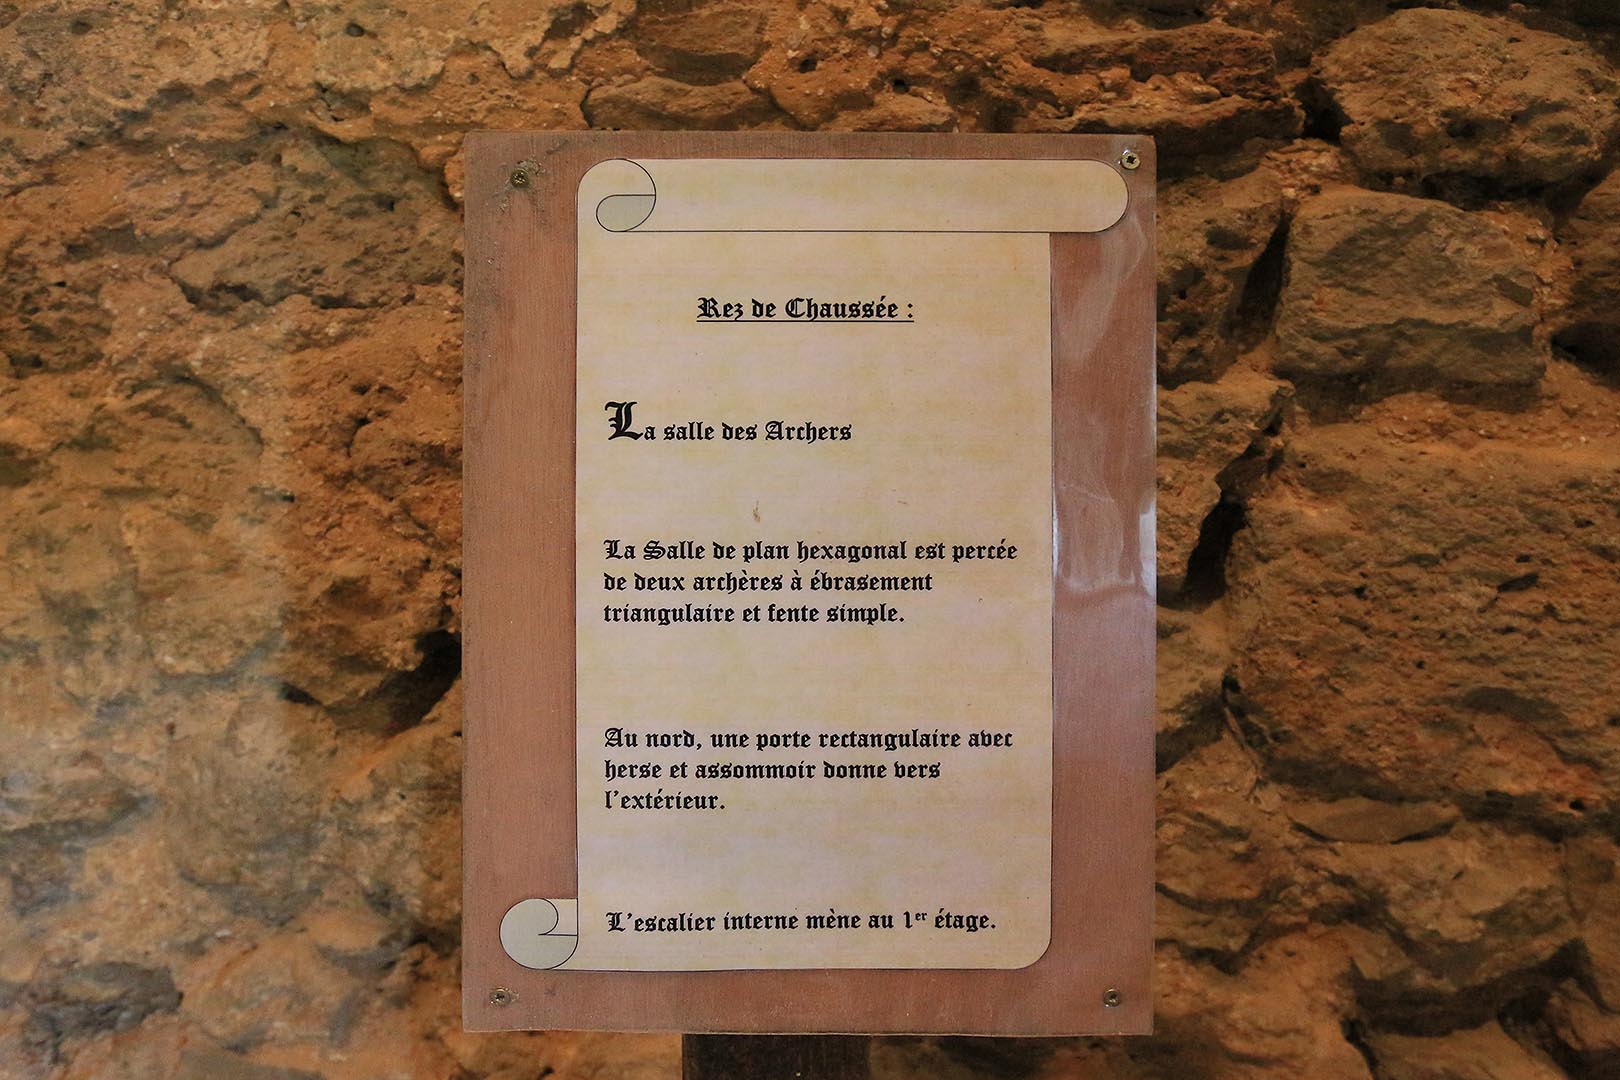 Rez de Chaussée :
La salle des Archers
La Salle de plan hexagonal est percée
de deux archères à ébrasement
triangulaire et fente simple.
Au nord, une porte rectangulaire avec
herse et assommoir donne vers
l'extérieur.
L'escalier interne mène au 1er étage.